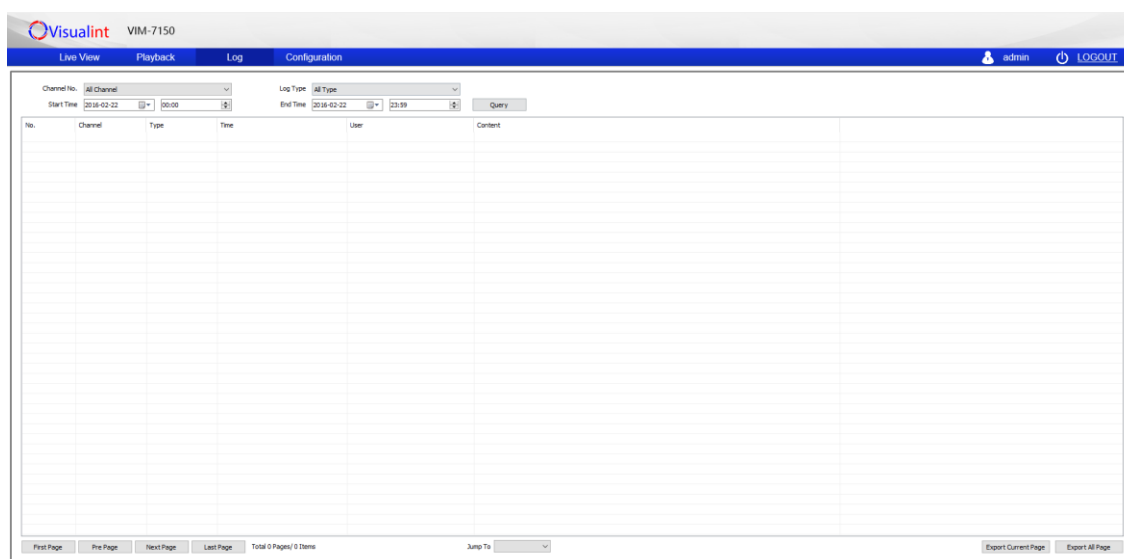 Visualint VIM-7150
Live View Playback Log Configuration admin LOGOUT
Channel No. All Channel Log Type All Type
Start Time 2016-02-22 00:00 End Time 2016-02-22 23:59 Query
No. Channel Type Time User Content
First Page Pre Page Next Page Last Page Total 0 Pages/ 0 Items Jump To Export Current Page Export All Page